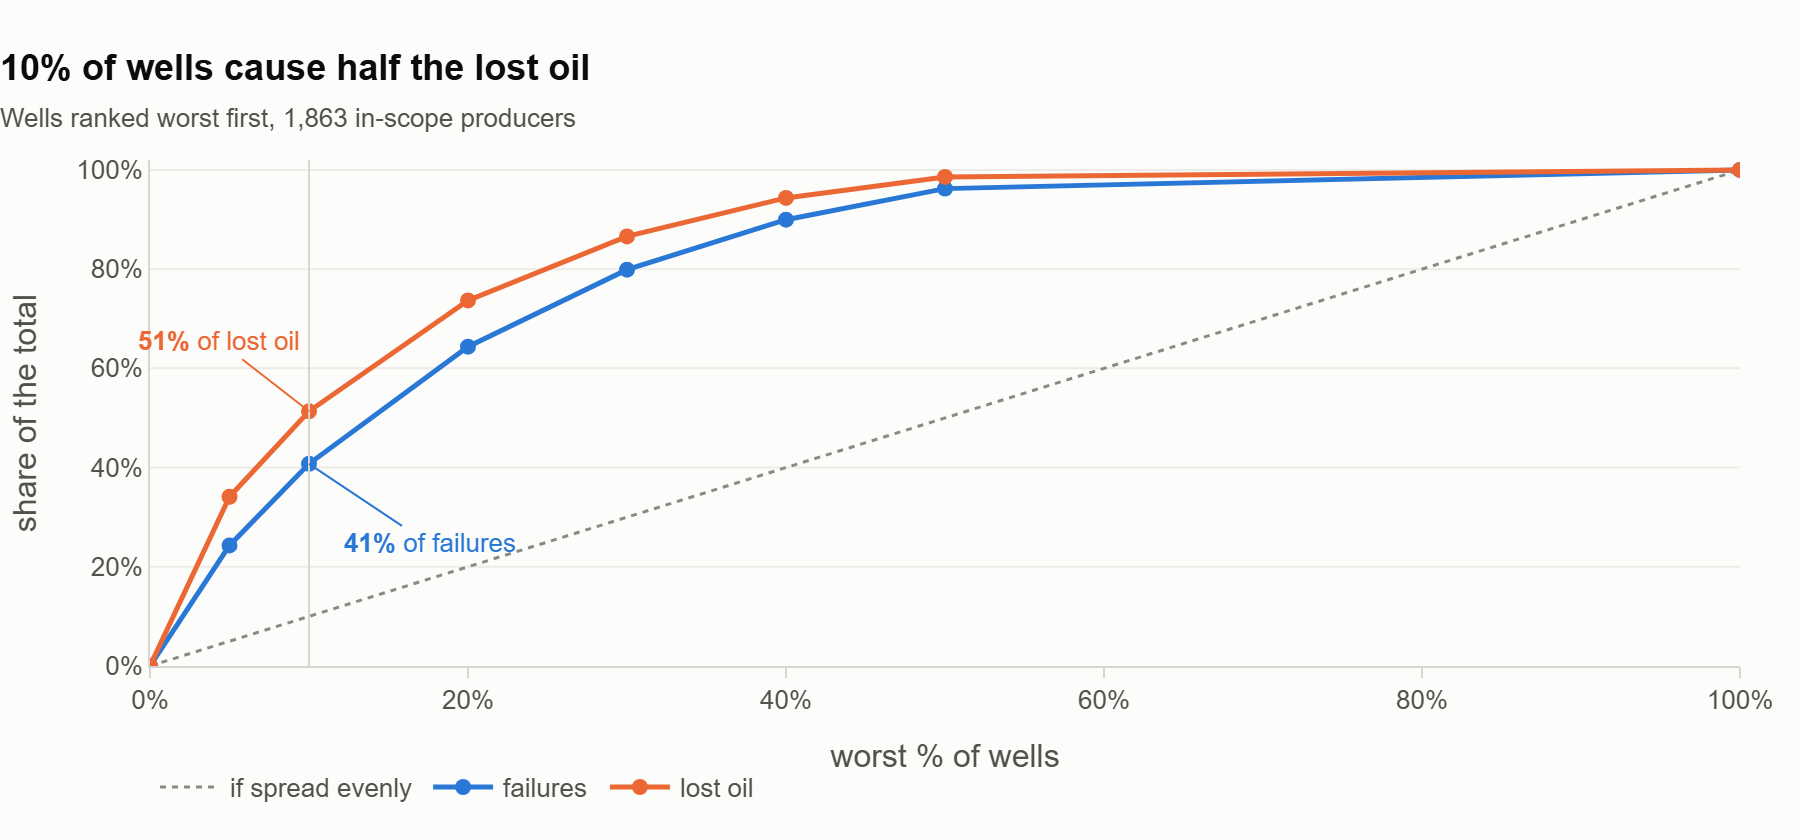 10% of wells cause half the lost oil
Wells ranked worst first, 1,863 in-scope producers
share of the total
100%
80%
60%
40%
20%
0%
51% of lost oil
41% of failures
0%
20%
40%
60%
80%
100%
worst % of wells
if spread evenly
failures
lost oil